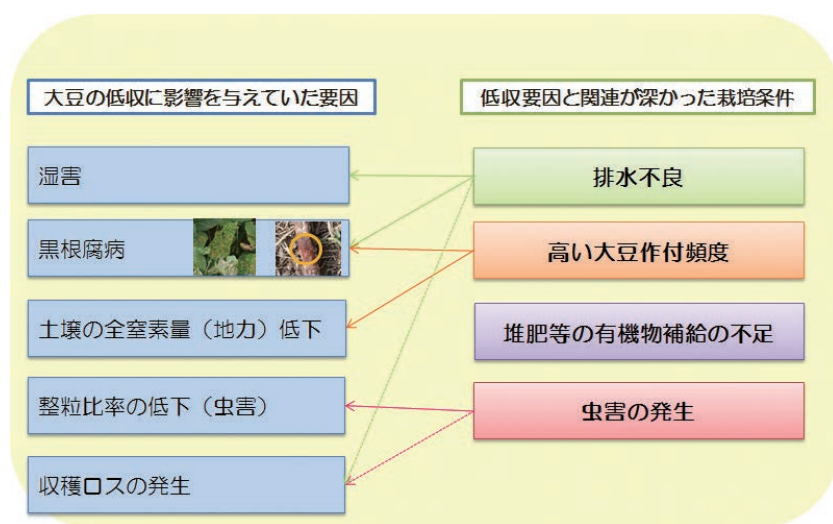 大豆の低収に影響を与えていた要因
低収要因と関連が深かった栽培条件
湿害
黒根腐病
土壌の全窒素量（地力）低下
整粒比率の低下（虫害）
収穫ロスの発生
排水不良
高い大豆作付頻度
堆肥等の有機物補給の不足
虫害の発生